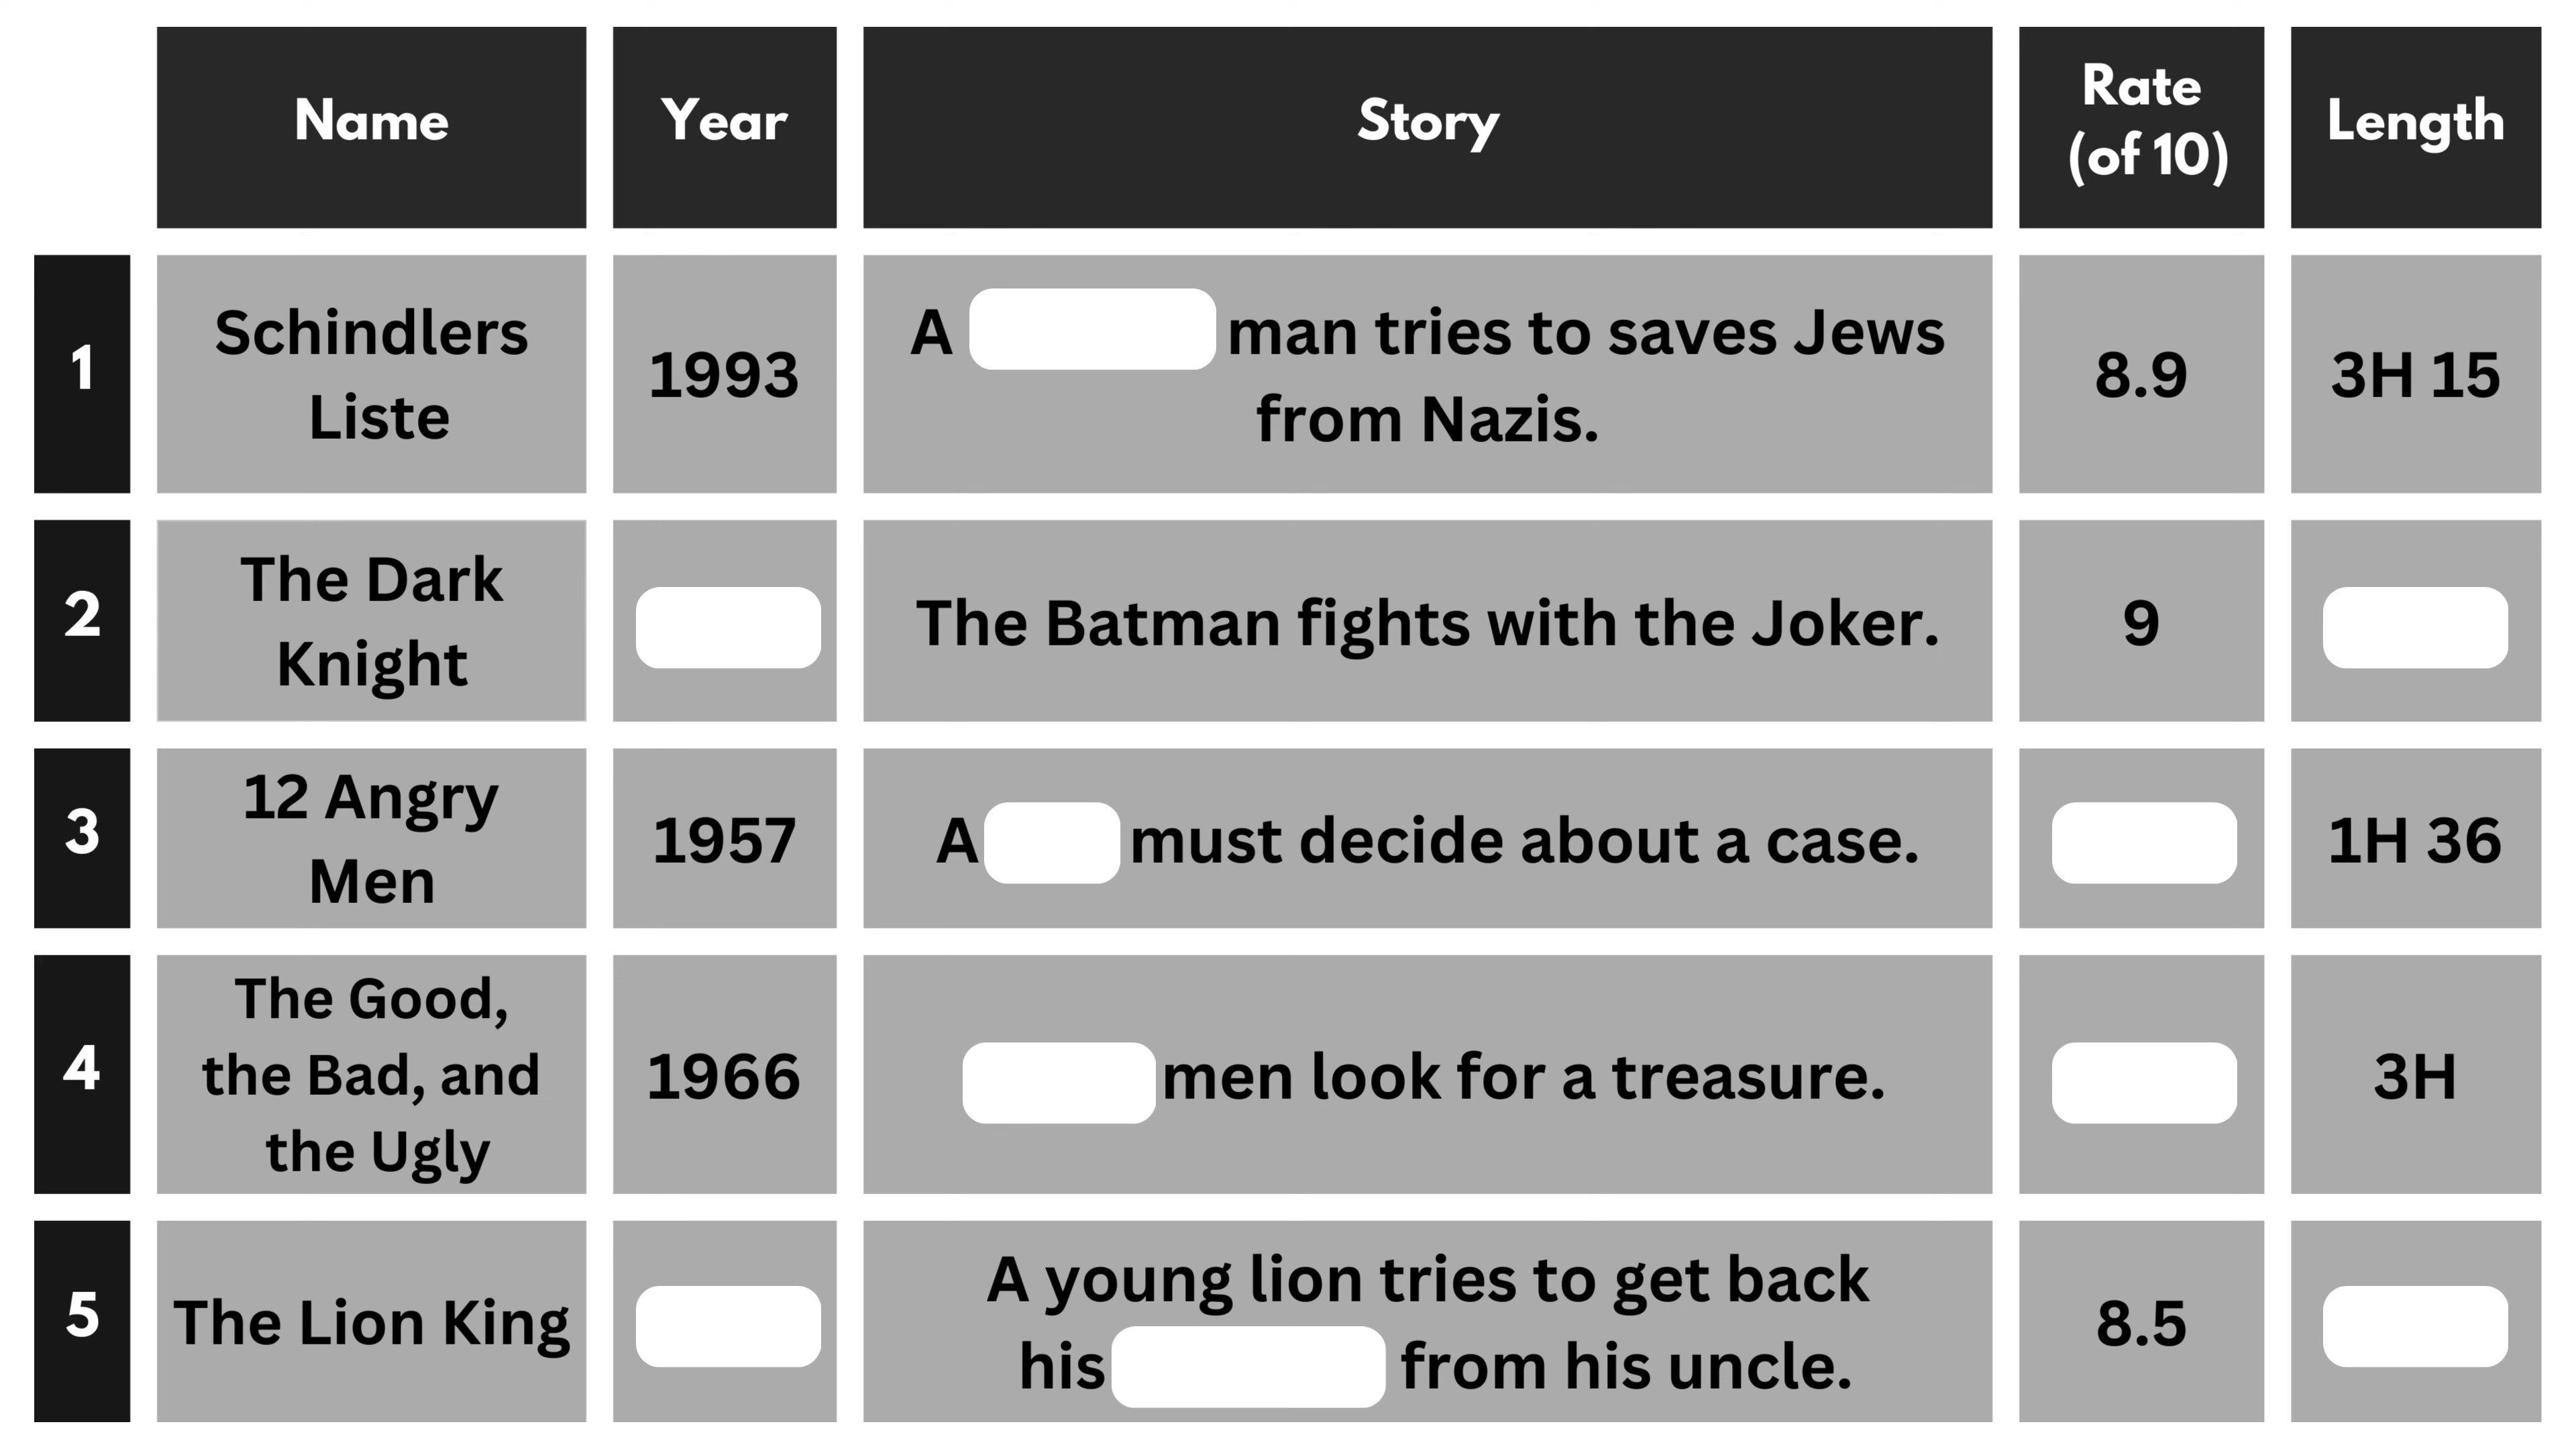 Name
Year
Story
Rate
(of 10)
Length
1
Schindlers
Liste
1993
A man tries to saves Jews
from Nazis.
8.9
3H 15
2
The Dark
Knight
The Batman fights with the Joker.
9
3
12 Angry
Men
1957
A must decide about a case.
1H 36
4
The Good,
the Bad, and
the Ugly
1966
men look for a treasure.
3H
5
The Lion King
A young lion tries to get back
his from his uncle.
8.5